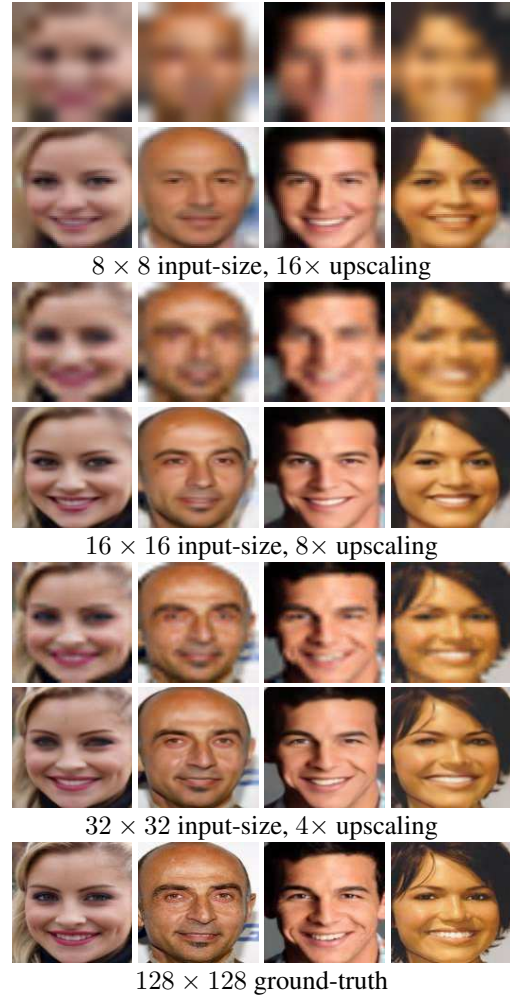 8 × 8 input-size, 16× upscaling
16 × 16 input-size, 8× upscaling
32 × 32 input-size, 4× upscaling
128 × 128 ground-truth